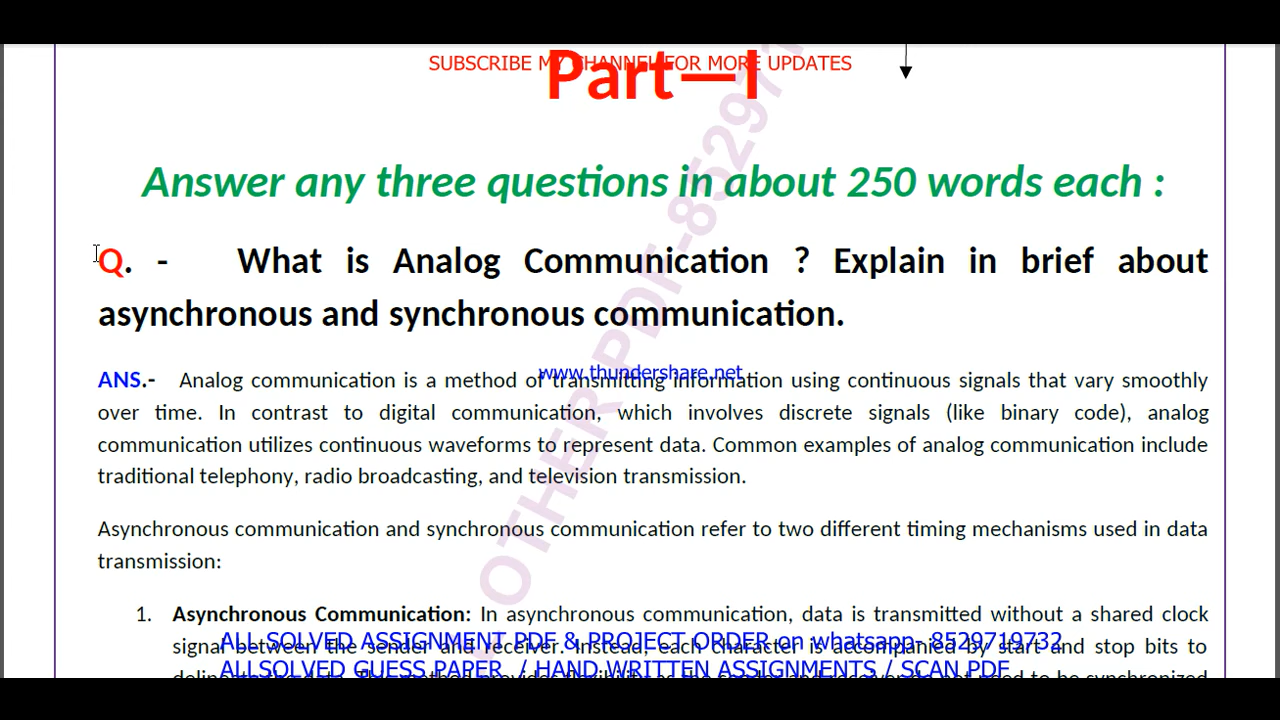 SUBSCRIBE MY CHANNEL FOR MORE UPDATES
Part—I
Answer any three questions in about 250 words each :
Q. - What is Analog Communication ? Explain in brief about
asynchronous and synchronous communication.
www.thundershare.net
ANS.- Analog communication is a method of transmitting information using continuous signals that vary smoothly
over time. In contrast to digital communication, which involves discrete signals (like binary code), analog
communication utilizes continuous waveforms to represent data. Common examples of analog communication include
traditional telephony, radio broadcasting, and television transmission.
Asynchronous communication and synchronous communication refer to two different timing mechanisms used in data
transmission:
1. Asynchronous Communication: In asynchronous communication, data is transmitted without a shared clock
signal between the sender and receiver. Instead, each character is accompanied by start and stop bits to
ALL SOLVED ASSIGNMENT PDF & PROJECT ORDER on whatsapp- 8529719732
ALLSOLVED GUESS PAPER / HAND WRITTEN ASSIGNMENTS / SCAN PDF
OTHER PDF-852971